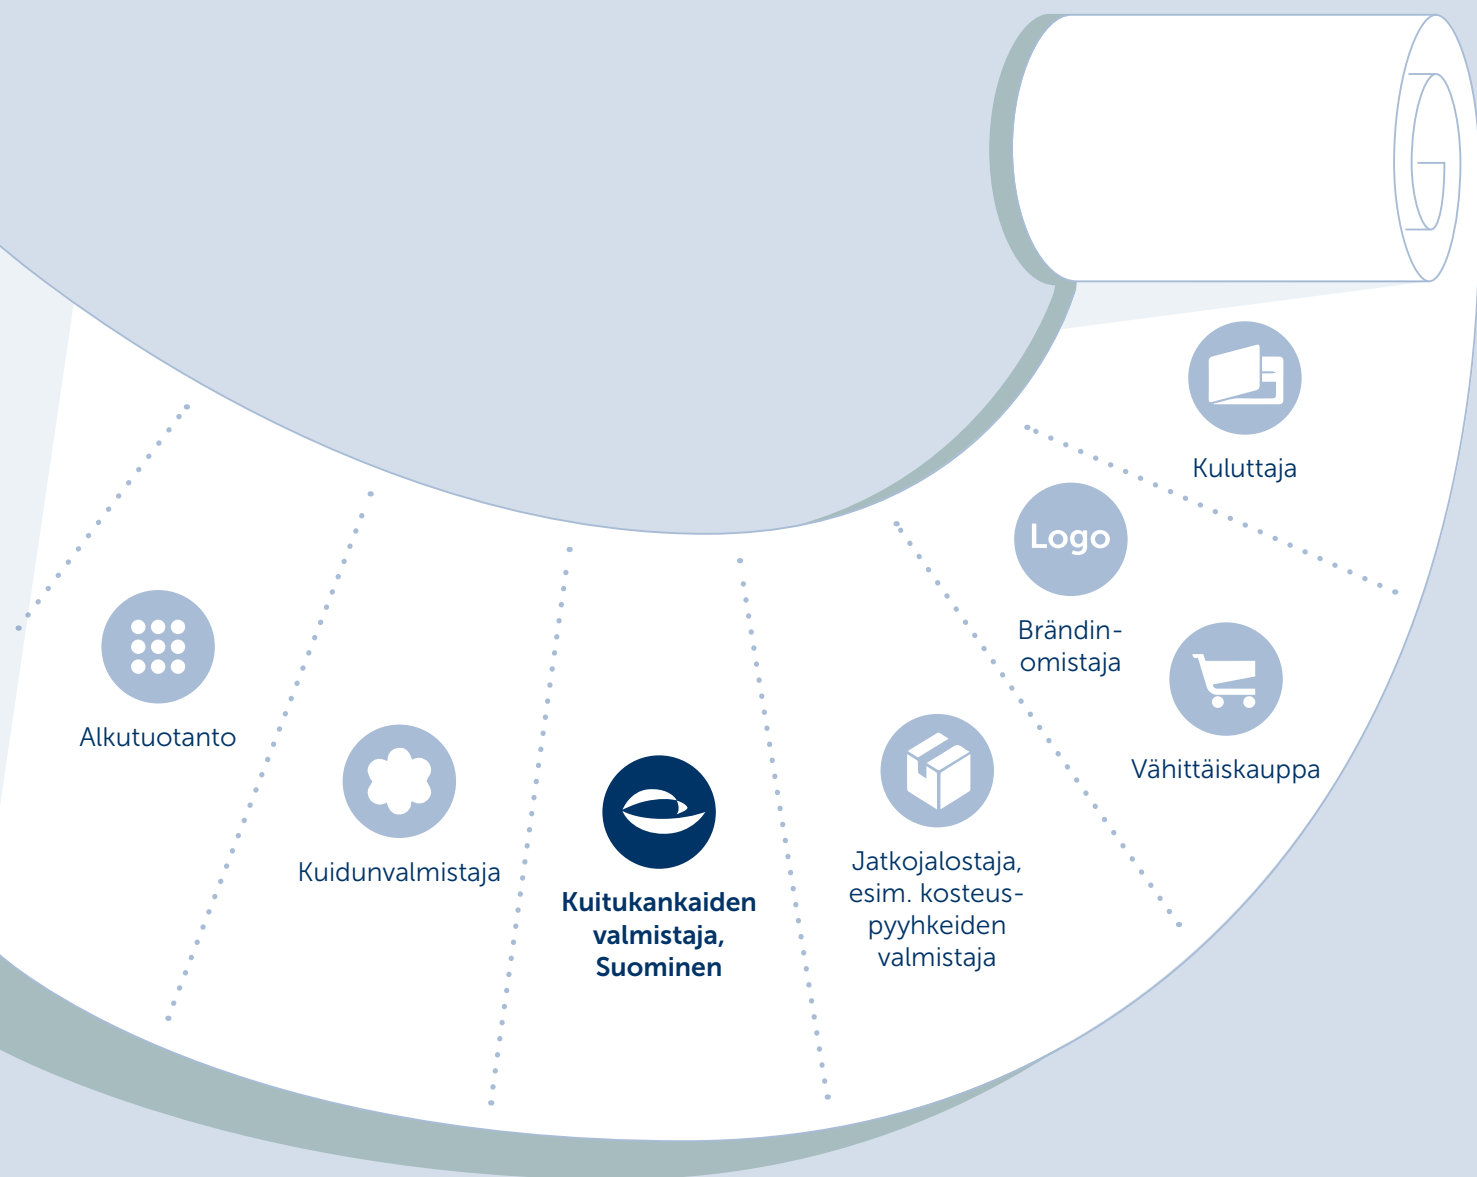 Alkutuotanto
Kuidunvalmistaja
Kuitukankaiden
valmistaja,
Suominen
Jatkojalostaja,
esim. kosteus-
pyyhkeiden
valmistaja
Logo
Brändin-
omistaja
Vähittäiskauppa
Kuluttaja